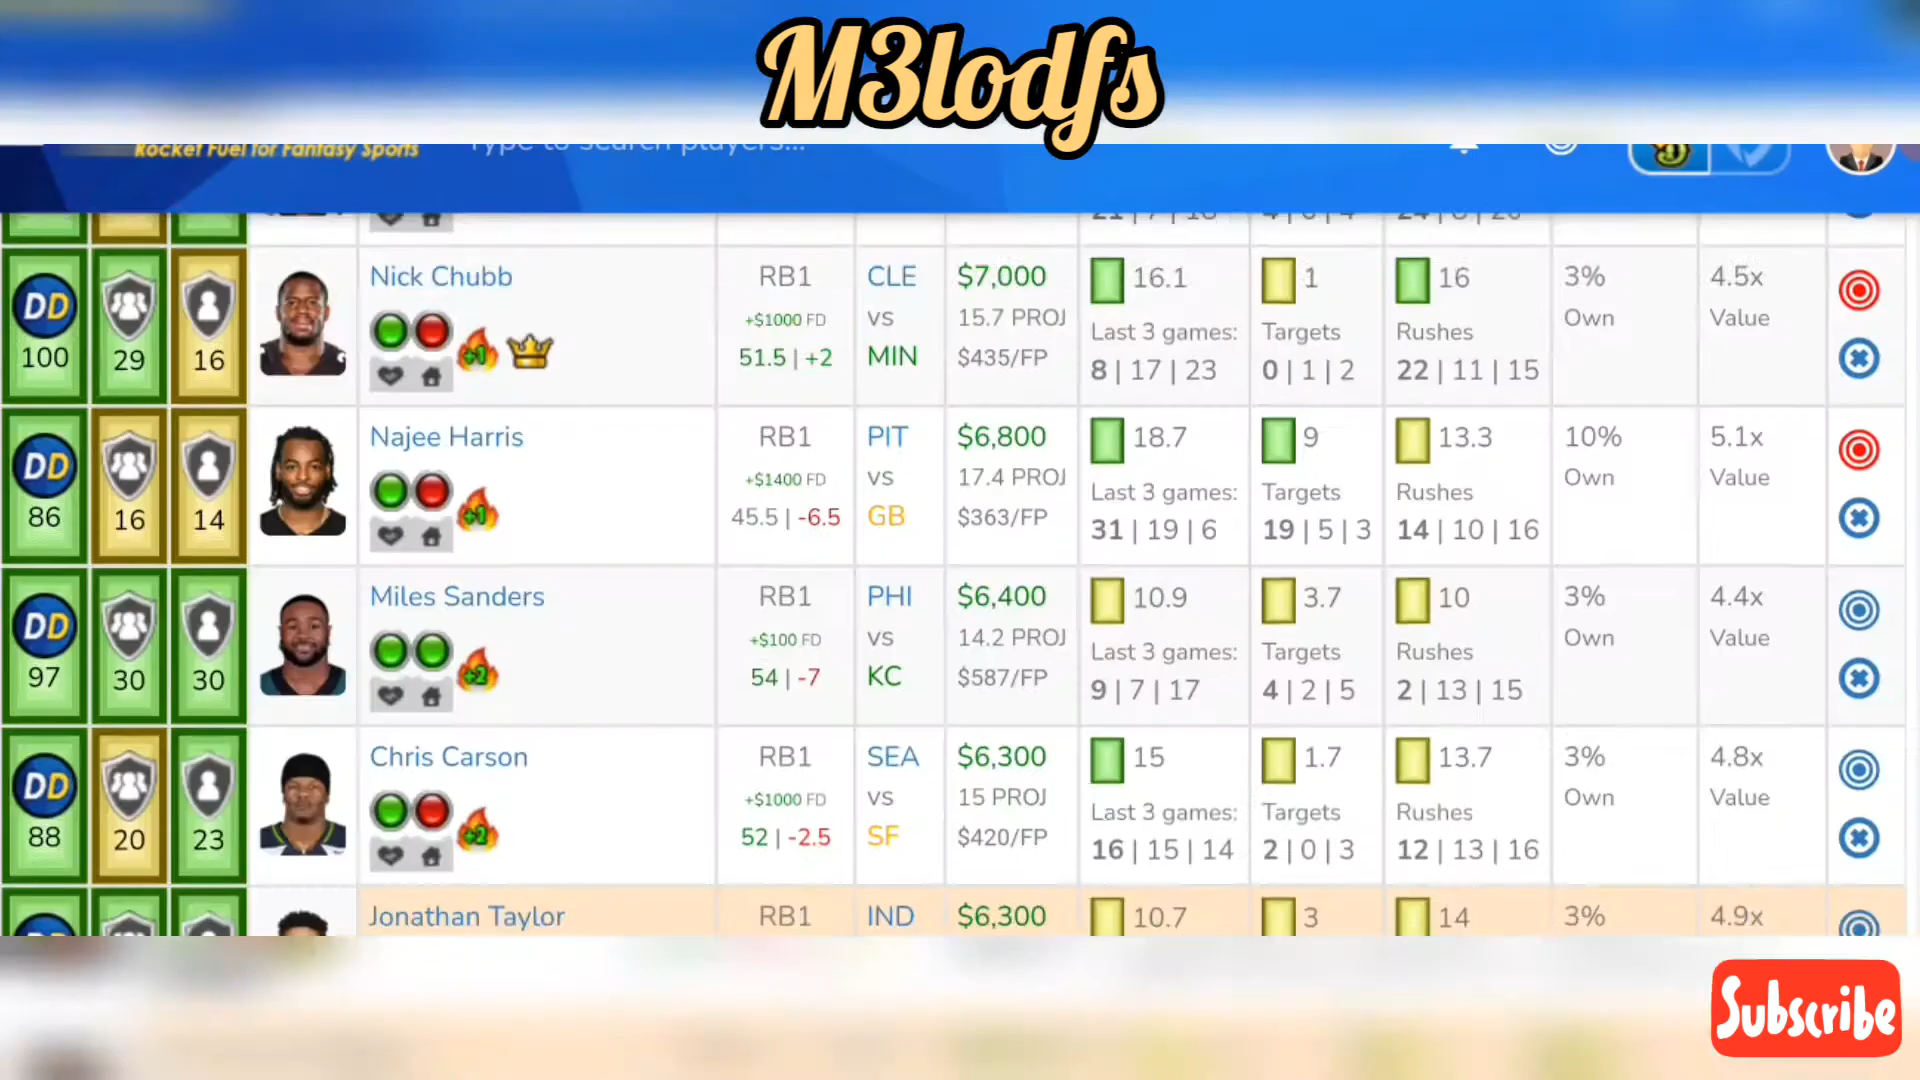 M3lodfs
Rocket Fuel for Fantasy Sports
Type to search players...
Nick Chubb RB1 CLE $7,000 16.1 1 16 3% 4.5x
+$1000 FD vs 15.7 PROJ Last 3 games: Targets Rushes Own Value
DD 100 29 16 +1 51.5 | +2 MIN $435/FP 8 | 17 | 23 0 | 1 | 2 22 | 11 | 15
Najee Harris RB1 PIT $6,800 18.7 9 13.3 10% 5.1x
+$1400 FD vs 17.4 PROJ Last 3 games: Targets Rushes Own Value
DD 86 16 14 +1 45.5 | -6.5 GB $363/FP 31 | 19 | 6 19 | 5 | 3 14 | 10 | 16
Miles Sanders RB1 PHI $6,400 10.9 3.7 10 3% 4.4x
+$100 FD vs 14.2 PROJ Last 3 games: Targets Rushes Own Value
DD 97 30 30 +2 54 | -7 KC $587/FP 9 | 7 | 17 4 | 2 | 5 2 | 13 | 15
Chris Carson RB1 SEA $6,300 15 1.7 13.7 3% 4.8x
+$1000 FD vs 15 PROJ Last 3 games: Targets Rushes Own Value
DD 88 20 23 +2 52 | -2.5 SF $420/FP 16 | 15 | 14 2 | 0 | 3 12 | 13 | 16
Jonathan Taylor RB1 IND $6,300 10.7 3 14 3% 4.9x
Subscribe